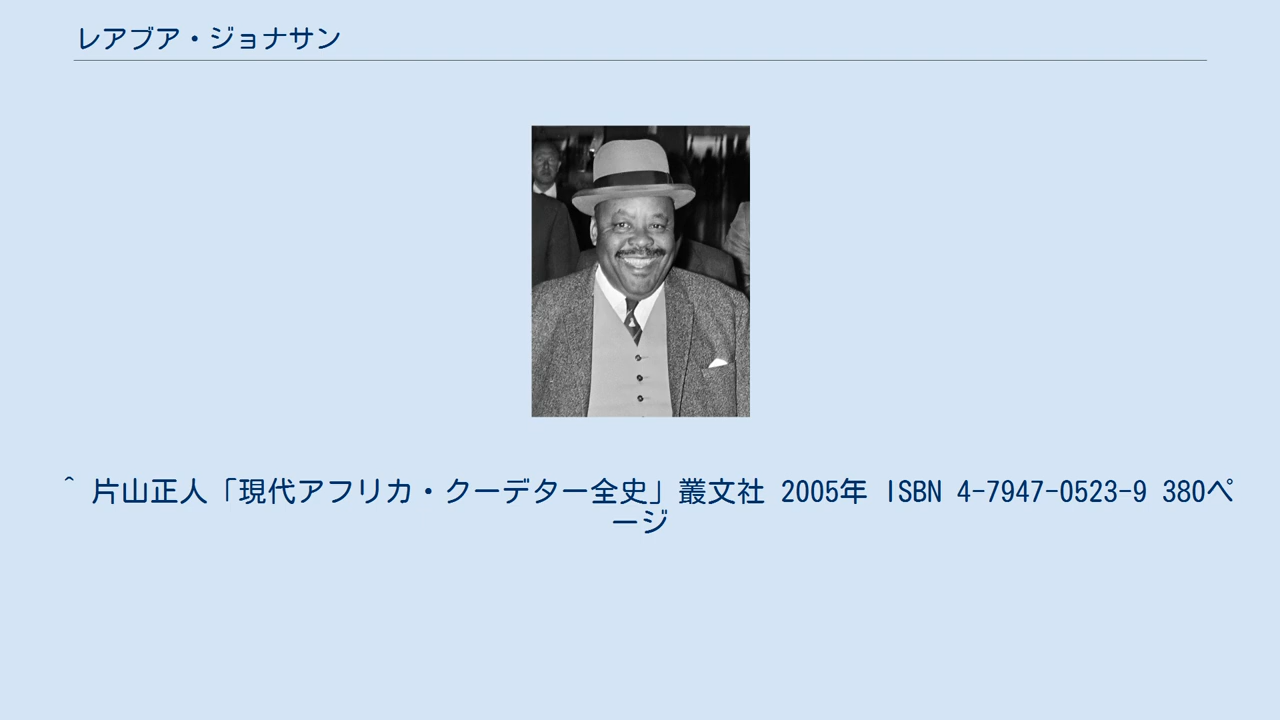 レアブア・ジョナサン
^ 片山正人「現代アフリカ・クーデター全史」叢文社 2005年 ISBN 4-7947-0523-9 380ペ
ージ